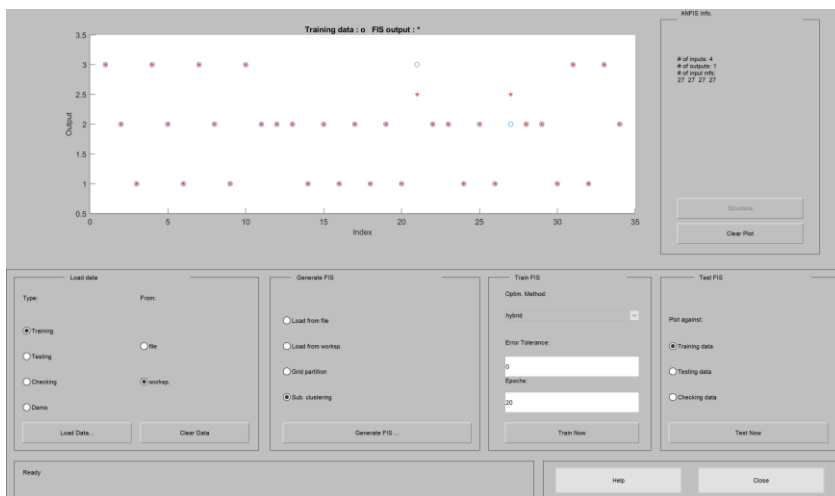 Training data : o   FIS output : *
3.5
3
2.5
2
1.5
1
0.5
0 5 10 15 20 25 30 35
Output
Index
ANFIS Info.
# of inputs: 4
# of outputs: 1
# of input mfs:
27 27 27 27
Structure
Clear Plot
Load data
Type:
From:
Training
Testing
Checking
Demo
file
worksp.
Load Data...
Clear Data
Generate FIS
Load from file
Load from worksp.
Grid partition
Sub. clustering
Generate FIS ...
Train FIS
Optim. Method:
hybrid
Error Tolerance:
0
Epochs:
20
Train Now
Test FIS
Plot against:
Training data
Testing data
Checking data
Test Now
Ready
Help
Close